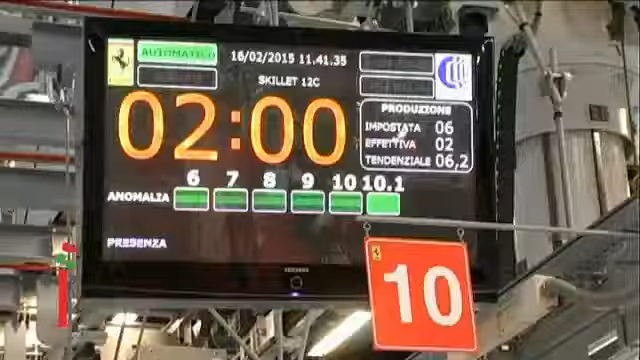 AUTOMATICO 16/02/2015 11.41.35
SKILLET 12C
02:00
PRODUZIONE
IMPOSTATA 06
EFFETTIVA 02
TENDENZIALE 06,2
6 7 8 9 10 10.1
ANOMALIA
PRESENZA
SAMSUNG
10